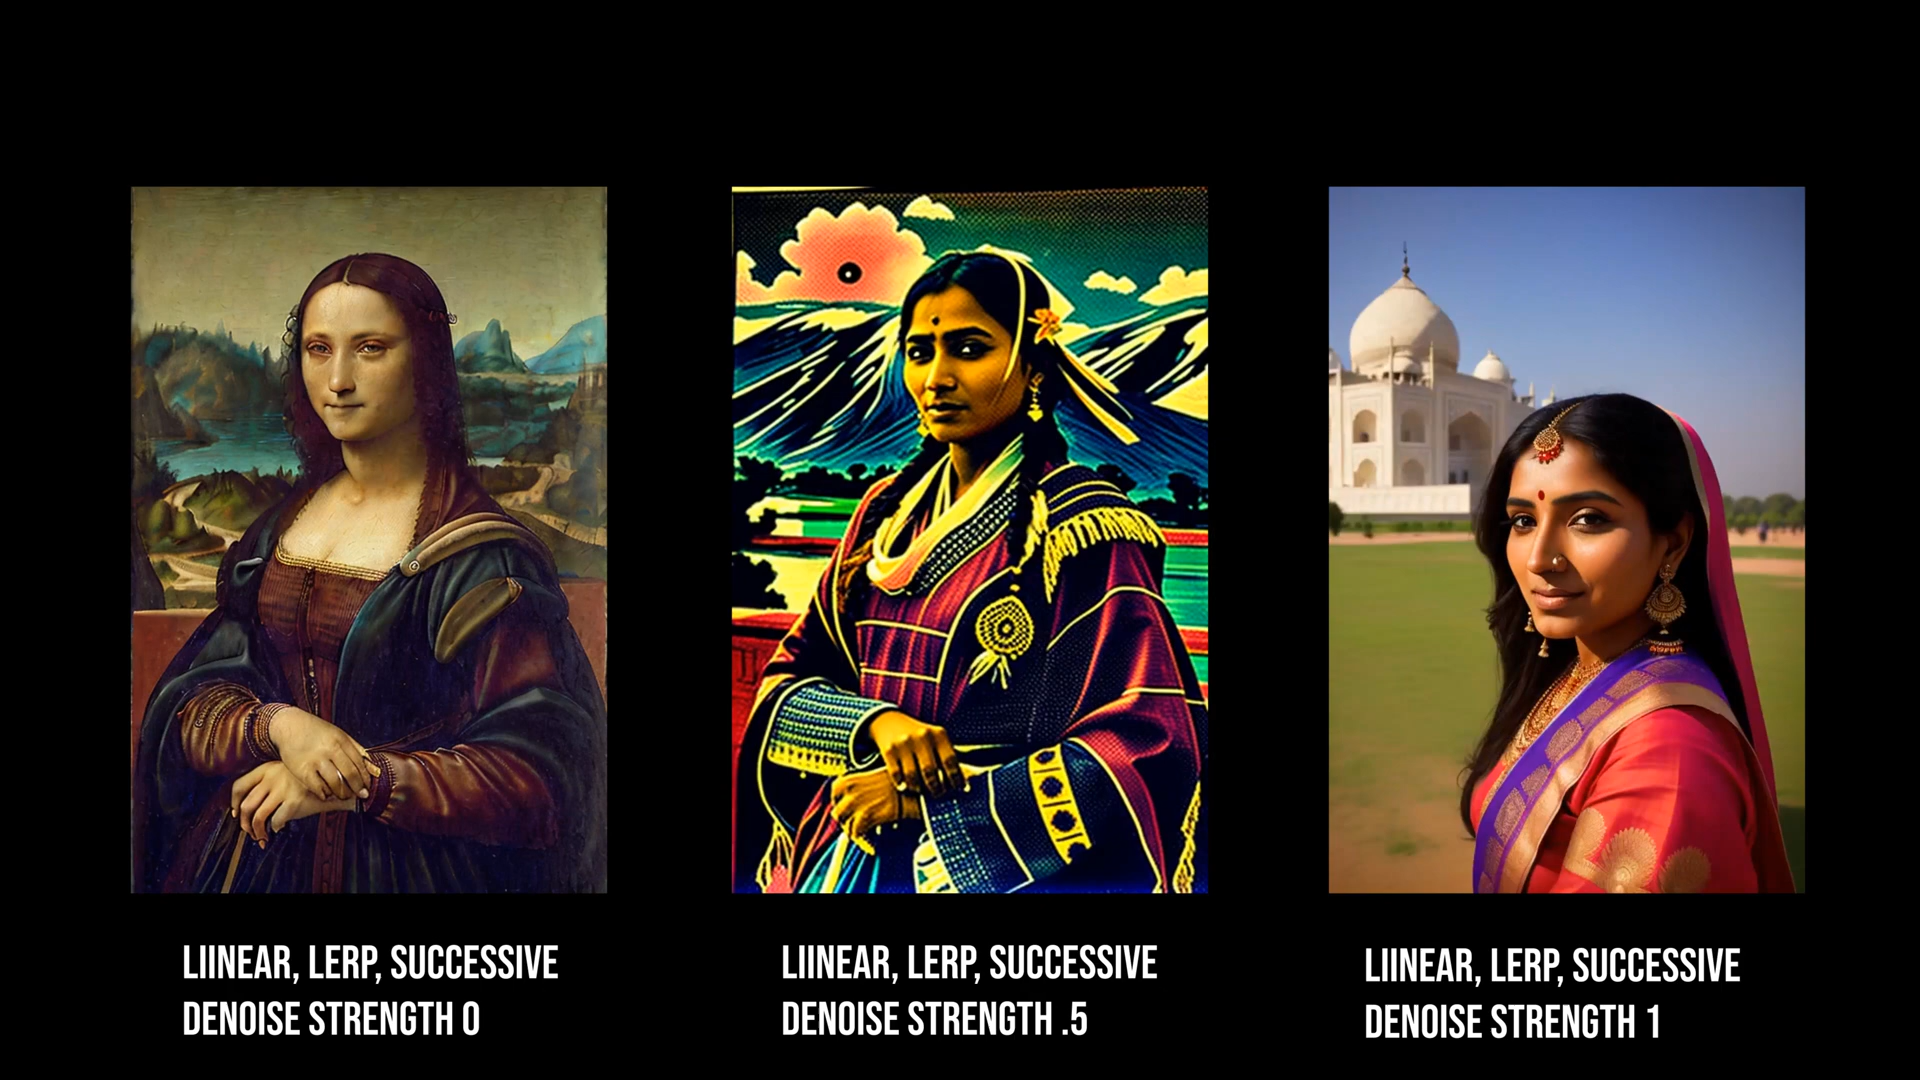 LIINEAR, LERP, SUCCESSIVE
DENOISE STRENGTH 0
LIINEAR, LERP, SUCCESSIVE
DENOISE STRENGTH .5
LIINEAR, LERP, SUCCESSIVE
DENOISE STRENGTH 1